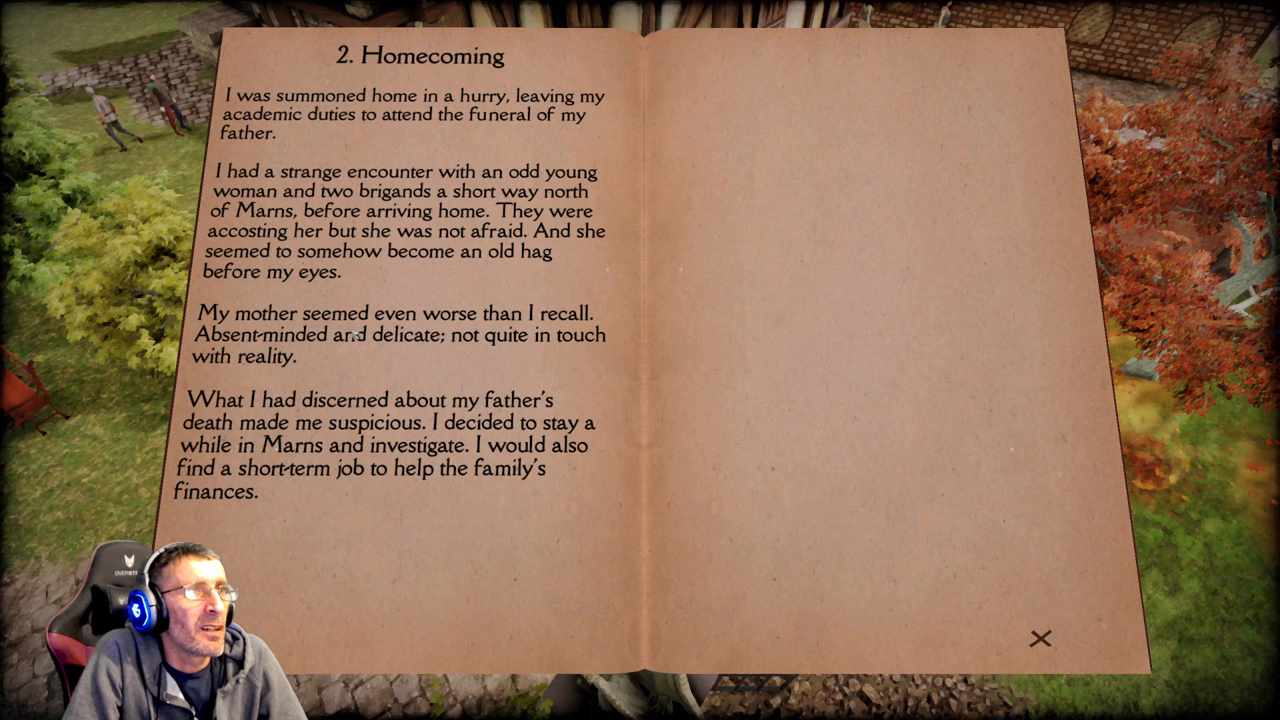 2. Homecoming
I was summoned home in a hurry, leaving my
academic duties to attend the funeral of my
father.
I had a strange encounter with an odd young
woman and two brigands a short way north
of Marns, before arriving home. They were
accosting her but she was not afraid. And she
seemed to somehow become an old hag
before my eyes.
My mother seemed even worse than I recall.
Absent-minded and delicate; not quite in touch
with reality.
What I had discerned about my father's
death made me suspicious. I decided to stay a
while in Marns and investigate. I would also
find a short-term job to help the family's
finances.